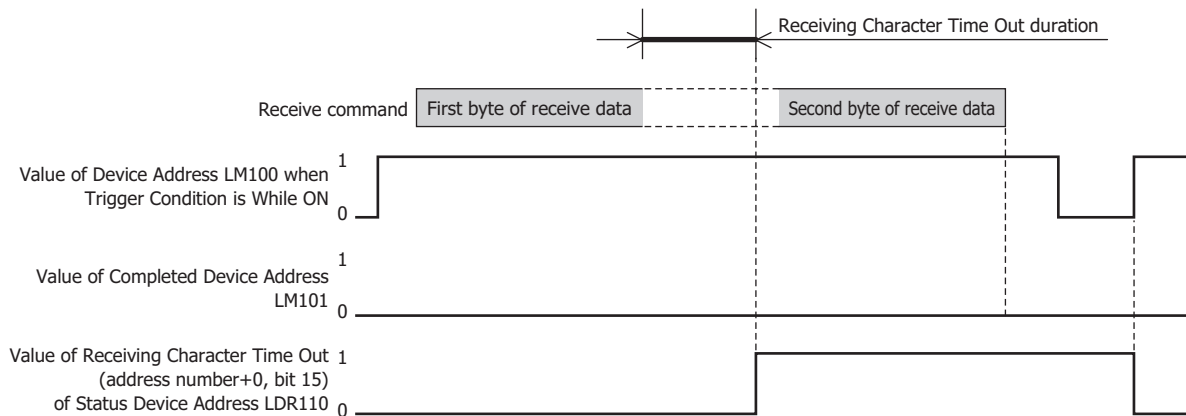 Receiving Character Time Out duration
Receive command
First byte of receive data
Second byte of receive data
Value of Device Address LM100 when
Trigger Condition is While ON
1
0
Value of Completed Device Address
LM101
1
0
Value of Receiving Character Time Out
(address number+0, bit 15)
of Status Device Address LDR110
1
0